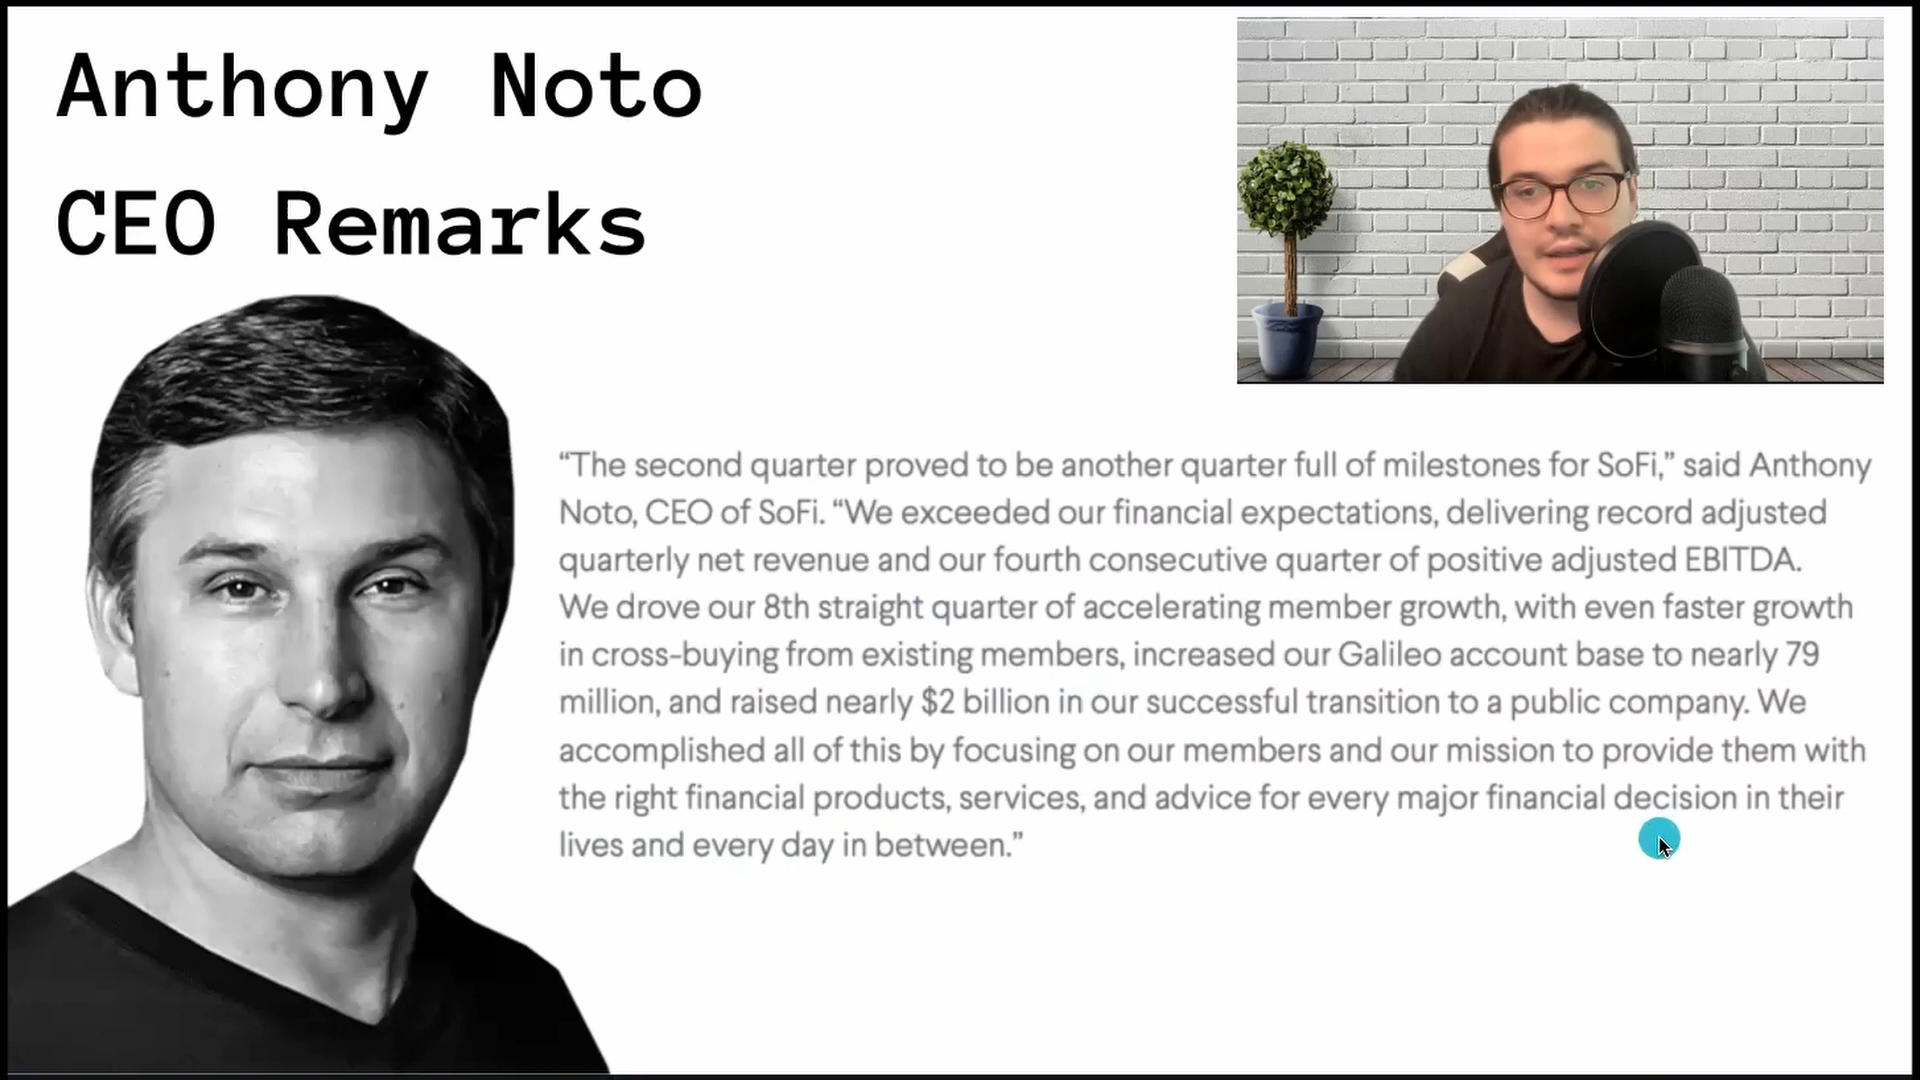 Anthony Noto
CEO Remarks
“The second quarter proved to be another quarter full of milestones for SoFi,” said Anthony
Noto, CEO of SoFi. “We exceeded our financial expectations, delivering record adjusted
quarterly net revenue and our fourth consecutive quarter of positive adjusted EBITDA.
We drove our 8th straight quarter of accelerating member growth, with even faster growth
in cross-buying from existing members, increased our Galileo account base to nearly 79
million, and raised nearly $2 billion in our successful transition to a public company. We
accomplished all of this by focusing on our members and our mission to provide them with
the right financial products, services, and advice for every major financial decision in their
lives and every day in between.”